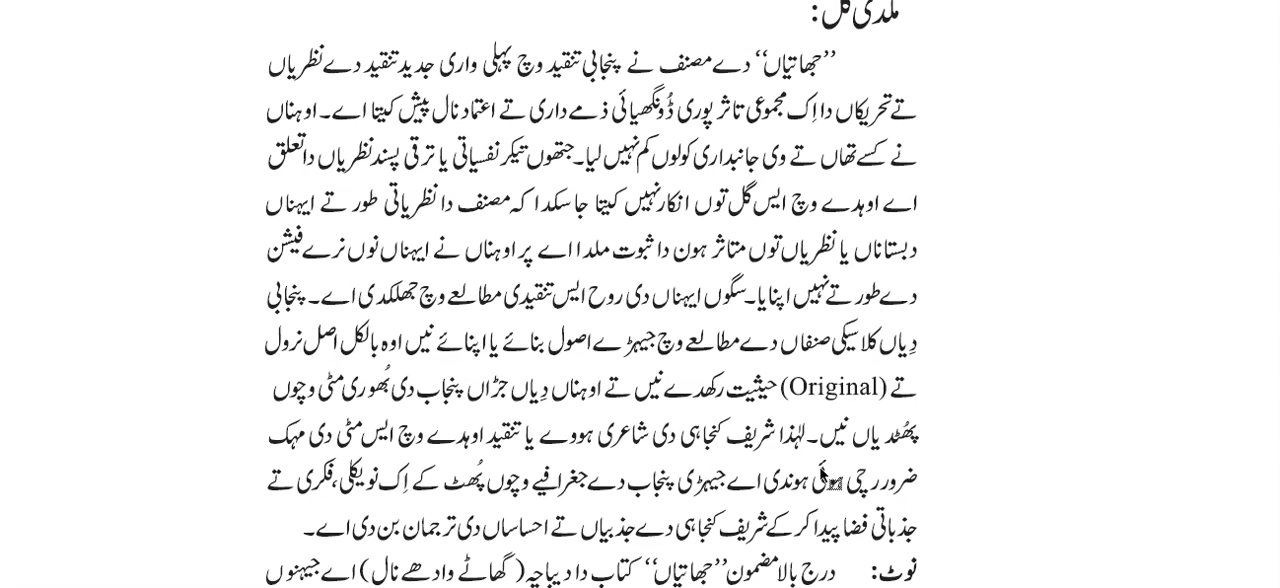 ملدی گل:
’’جھاتیاں‘‘ دے مصنف نے پنجابی تنقید وچ پہلی واری جدید تنقید دے نظریاں
تے تحریکاں دا اِک مجموعی تاثر پوری ڈُونگھیائی ذمے داری تے اعتماد نال پیش کیتا اے۔ اوہناں
نے کسے تھاں تے وی جانبداری کولوں کم نہیں لیا۔ جتھوں تیکر نفسیاتی یا ترقی پسند نظریاں دا تعلق
اے اوہدے وچ ایس گل توں انکار نہیں کیتا جا سکدا کہ مصنف دا نظریاتی طور تے ایہناں
دبستاناں یا نظریاں توں متاثر ہون دا ثبوت ملدا اے پر اوہناں نے ایہناں نوں نرے فیشن
دے طور تے نہیں اپنایا۔ سگوں ایہناں دی روح ایس تنقیدی مطالعے وچ جھلکدی اے۔ پنجابی
دِیاں کلاسیکی صنفاں دے مطالعے وچ جیہڑے اصول بنائے یا اپنائے نیں اوہ بالکل اصل نرول
تے (Original) حیثیت رکھدے نیں تے اوہناں دِیاں جڑاں پنجاب دی بُھوری مٹی وچوں
پھُٹدیاں نیں۔ لہٰذا شریف کنجاہی دی شاعری ہووے یا تنقید اوہدے وچ ایس مٹی دی مہک
ضرور رچی ہوندی اے جیہڑی پنجاب دے جغرافیے وچوں پُھٹ کے اِک نویکلی، فکری تے
جذباتی فضا پیدا کر کے شریف کنجاہی دے جذبیاں تے احساساں دی ترجمان بن دی اے۔
نوٹ: درج بالا مضمون ’’جھاتیاں‘‘ کتاب دا دیباچہ (گھاٹے وادھے نال) اے جیہنوں